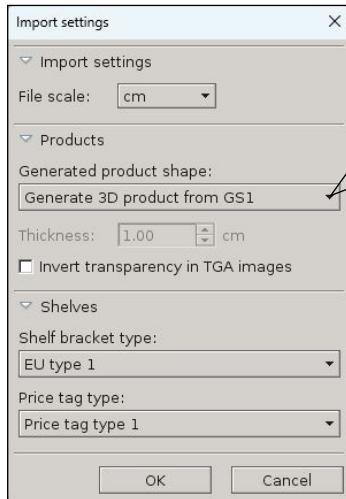 Import settings
Import settings
File scale: cm
Products
Generated product shape:
Generate 3D product from GS1
Thickness: 1.00 cm
Invert transparency in TGA images
Shelves
Shelf bracket type:
EU type 1
Price tag type:
Price tag type 1
OK Cancel